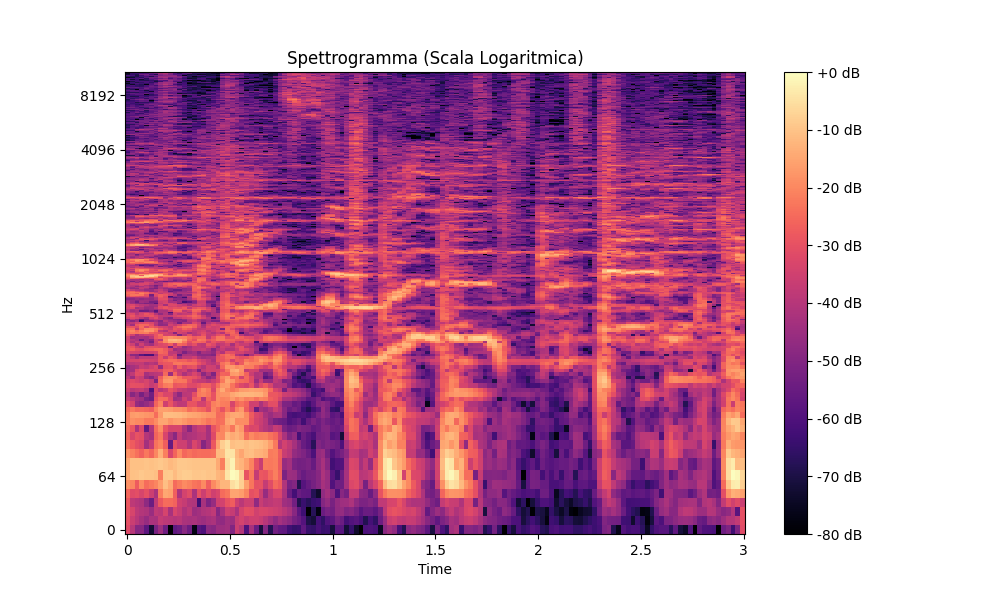 Spettrogramma (Scala Logaritmica)
Hz
8192
4096
2048
1024
512
256
128
64
0
0
0.5
1
1.5
2
2.5
3
Time
+0 dB
-10 dB
-20 dB
-30 dB
-40 dB
-50 dB
-60 dB
-70 dB
-80 dB